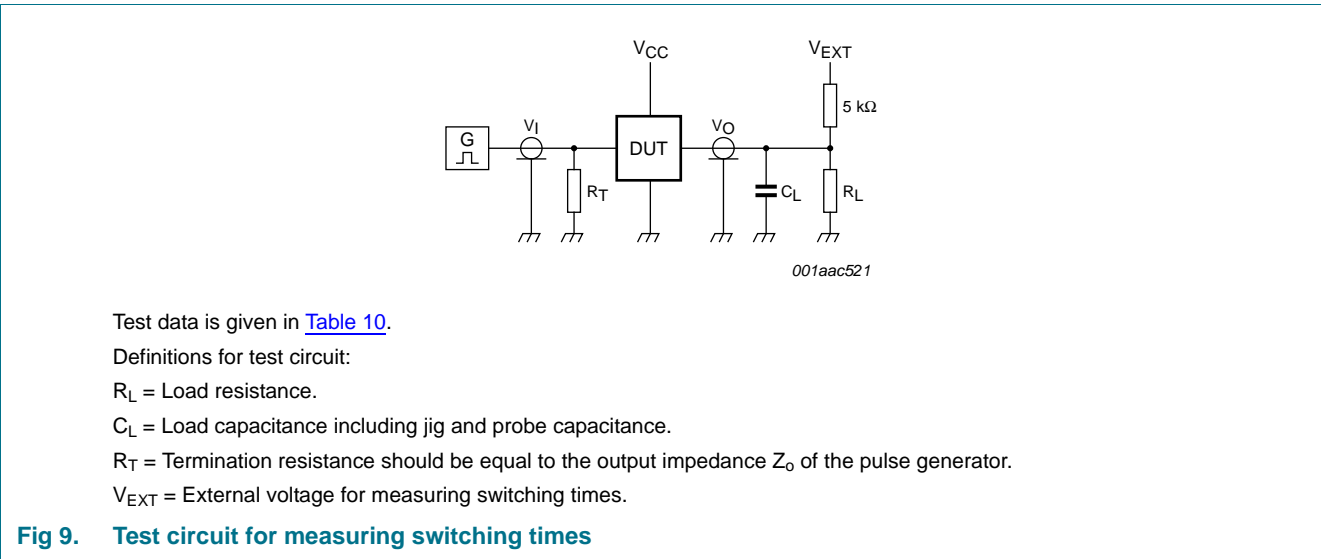 VCC
VEXT
5 kΩ
G
VI
DUT
VO
RT
CL
RL
001aac521
Test data is given in Table 10.
Definitions for test circuit:
RL = Load resistance.
CL = Load capacitance including jig and probe capacitance.
RT = Termination resistance should be equal to the output impedance Zo of the pulse generator.
VEXT = External voltage for measuring switching times.
Fig 9. Test circuit for measuring switching times